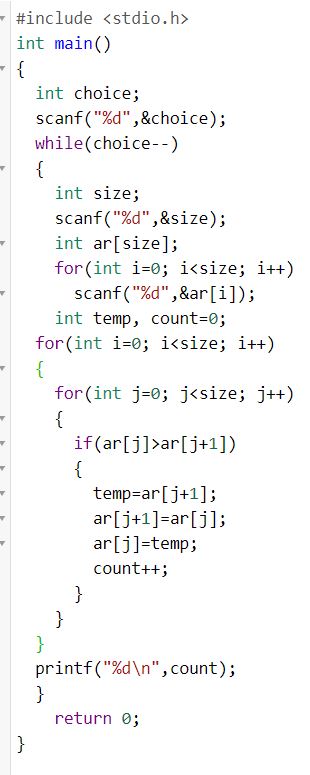 #include <stdio.h>
int main()
{
  int choice;
  scanf("%d",&choice);
  while(choice--)
  {
    int size;
    scanf("%d",&size);
    int ar[size];
    for(int i=0; i<size; i++)
      scanf("%d",&ar[i]);
    int temp, count=0;
  for(int i=0; i<size; i++)
  {
    for(int j=0; j<size; j++)
    {
      if(ar[j]>ar[j+1])
      {
        temp=ar[j+1];
        ar[j+1]=ar[j];
        ar[j]=temp;
        count++;
      }
    }
  }
  printf("%d\n",count);
  }
    return 0;
}